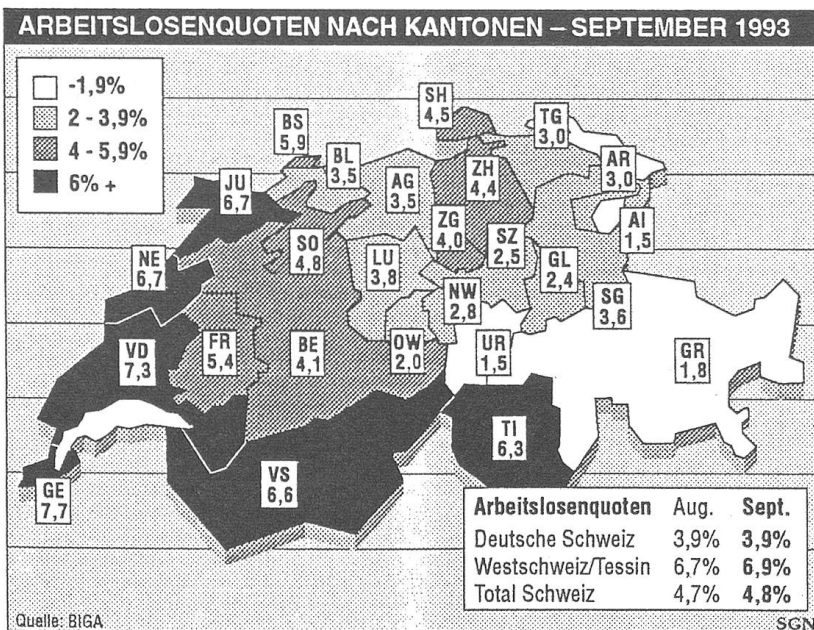 ARBEITSLOSENQUOTEN NACH KANTONEN – SEPTEMBER 1993
-1,9%
2 - 3,9%
4 - 5,9%
6% +
SH
4,5
TG
3,0
BS
5,9
BL
3,5
AR
3,0
ZH
4,4
JU
6,7
AG
3,5
AI
1,5
ZG
4,0
SZ
2,5
SO
4,8
NE
6,7
LU
3,8
GL
2,4
NW
2,8
SG
3,6
VD
7,3
FR
5,4
BE
4,1
OW
2,0
UR
1,5
GR
1,8
TI
6,3
VS
6,6
GE
7,7
Arbeitslosenquoten Aug. Sept.
Deutsche Schweiz 3,9% 3,9%
Westschweiz/Tessin 6,7% 6,9%
Total Schweiz 4,7% 4,8%
Quelle: BIGA
SGN